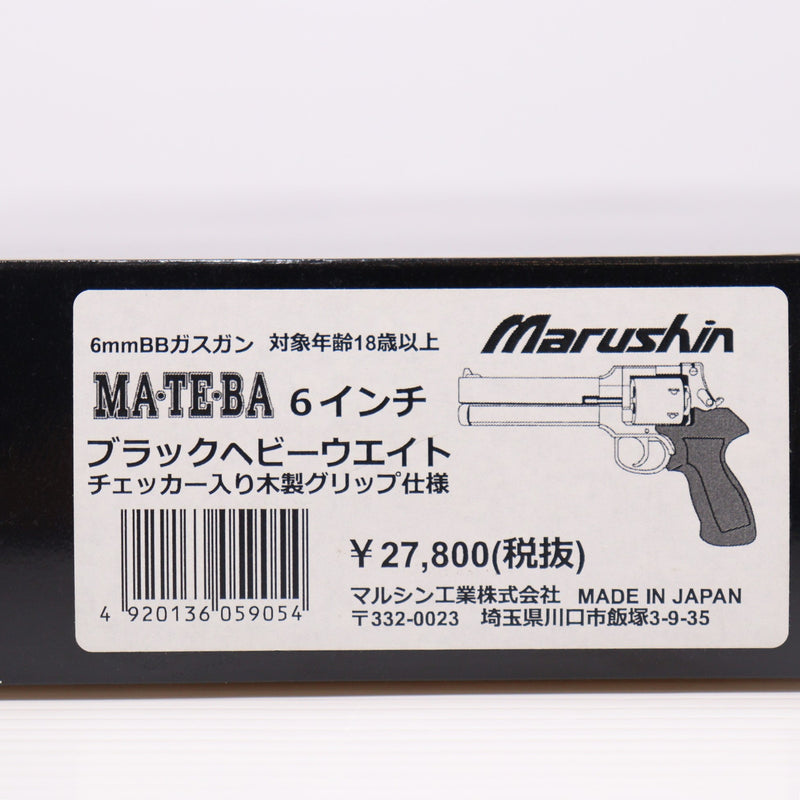 Marushin
6mmBBガスガン 対象年齢18歳以上
MA・TE・BA 6インチ
ブラックヘビーウエイト
チェッカー入り木製グリップ仕様
¥27,800(税抜)
マルシン工業株式会社 MADE IN JAPAN
〒332-0023 埼玉県川口市飯塚3-9-35
4 920136 059054